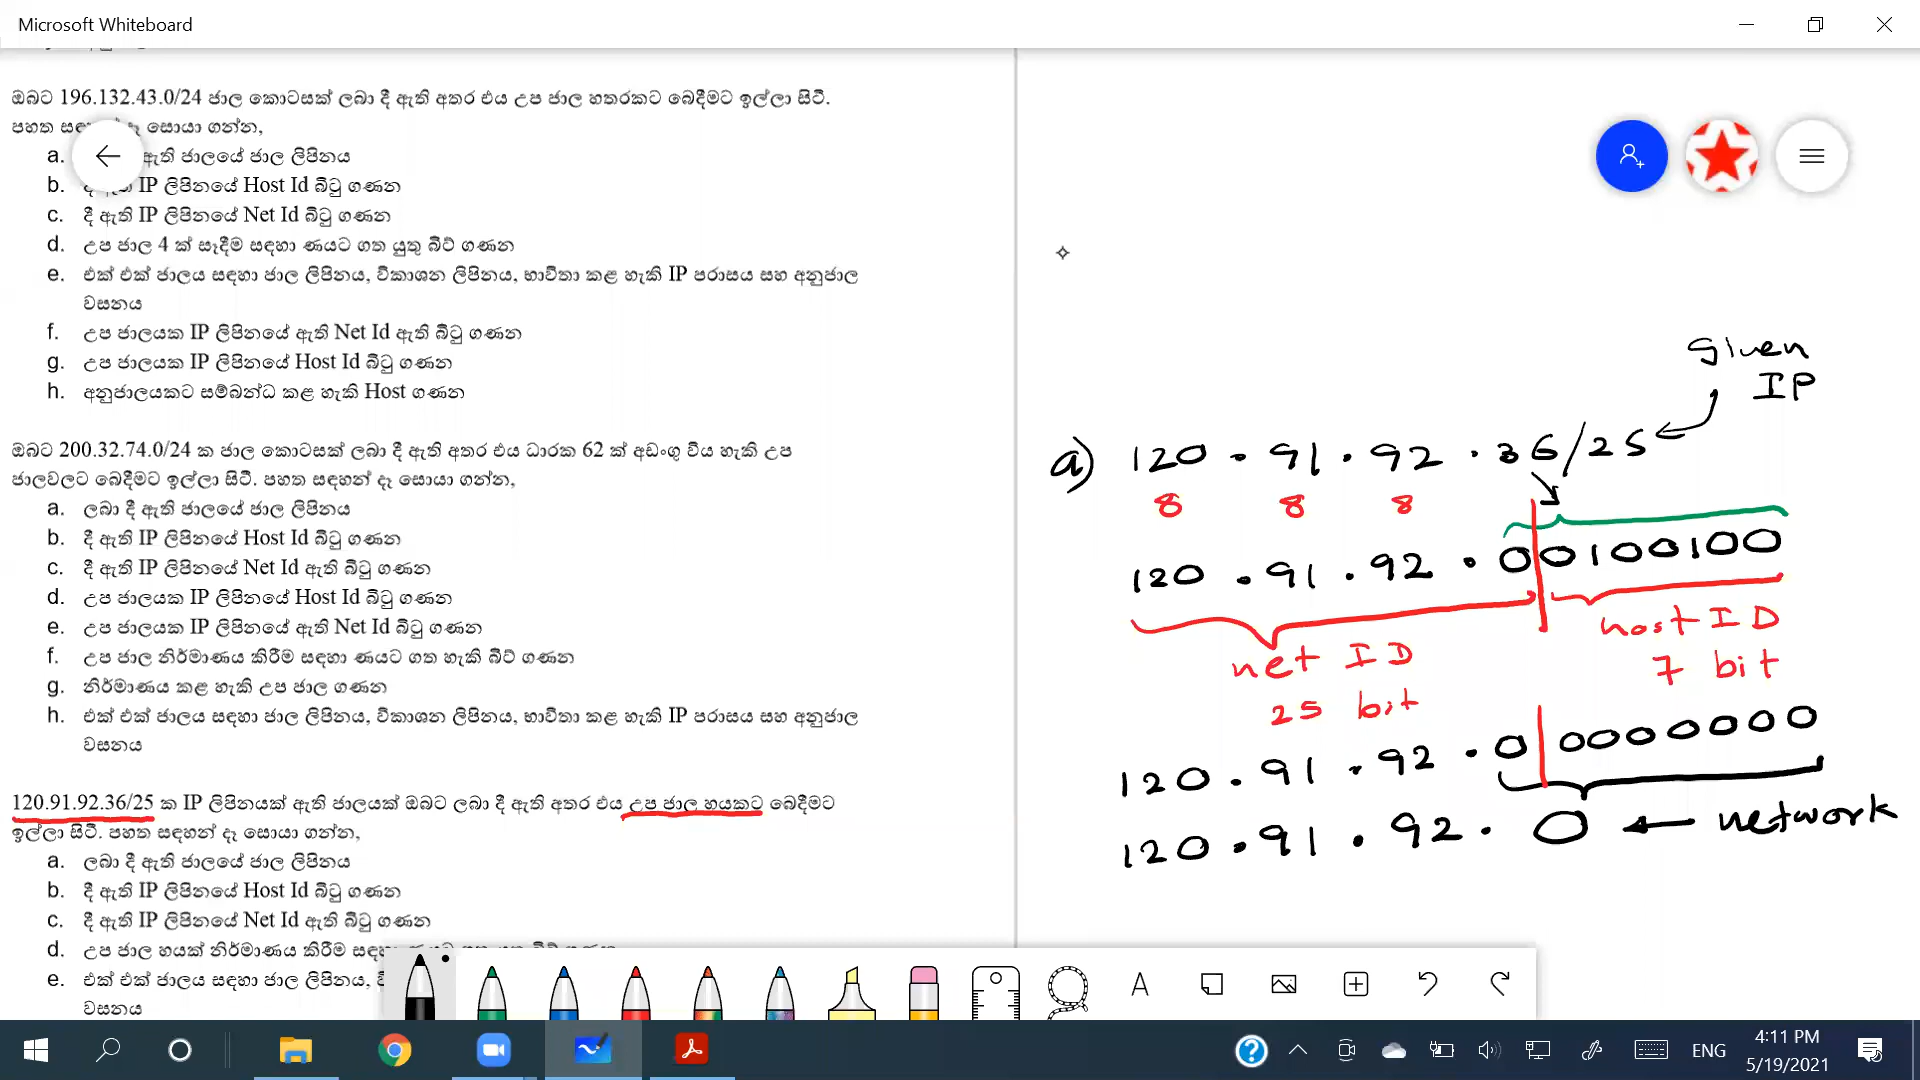 Microsoft Whiteboard
ඔබට 196.132.43.0/24 ජාල කොටසක් ලබා දී ඇති අතර එය උප ජාල හතරකට බෙදීමට ඉල්ලා සිටී.
පහත සොයා ගන්න,
a. ඇති ජාලයේ ජාල ලිපිනය
b. IP ලිපිනයේ Host Id බිටු ගණන
c. දී ඇති IP ලිපිනයේ Net Id බිටු ගණන
d. උප ජාල 4 ක් සෑදීම සඳහා ණයට ගත යුතු බිට් ගණන
e. එක් එක් ජාලය සඳහා ජාල ලිපිනය, විකාශන ලිපිනය, භාවිතා කළ හැකි IP පරාසය සහ අනුජාල
වසනය
f. උප ජාලයක IP ලිපිනයේ ඇති Net Id ඇති බිටු ගණන
g. උප ජාලයක IP ලිපිනයේ Host Id බිටු ගණන
h. අනුජාලයකට සම්බන්ධ කළ හැකි Host ගණන
ඔබට 200.32.74.0/24 ක ජාල කොටසක් ලබා දී ඇති අතර එය ධාරක 62 ක් අඩංගු විය හැකි උප
ජාලවලට බෙදීමට ඉල්ලා සිටී. පහත සඳහන් දෑ සොයා ගන්න,
a. ලබා දී ඇති ජාලයේ ජාල ලිපිනය
b. දී ඇති IP ලිපිනයේ Host Id බිටු ගණන
c. දී ඇති IP ලිපිනයේ Net Id ඇති බිටු ගණන
d. උප ජාලයක IP ලිපිනයේ Host Id බිටු ගණන
e. උප ජාලයක IP ලිපිනයේ ඇති Net Id බිටු ගණන
f. උප ජාල නිර්මාණය කිරීම සඳහා ණයට ගත හැකි බිට් ගණන
g. නිර්මාණය කළ හැකි උප ජාල ගණන
h. එක් එක් ජාලය සඳහා ජාල ලිපිනය, විකාශන ලිපිනය, භාවිතා කළ හැකි IP පරාසය සහ අනුජාල
වසනය
120.91.92.36/25 ක IP ලිපිනයක් ඇති ජාලයක් ඔබට ලබා දී ඇති අතර එය උප ජාල හයකට බෙදීමට
ඉල්ලා සිටී. පහත සඳහන් දෑ සොයා ගන්න,
a. ලබා දී ඇති ජාලයේ ජාල ලිපිනය
b. දී ඇති IP ලිපිනයේ Host Id බිටු ගණන
c. දී ඇති IP ලිපිනයේ Net Id ඇති බිටු ගණන
d. උප ජාල හයක් නිර්මාණය කිරීම
e. එක් එක් ජාලය සඳහා ජාල ලිපිනය,
වසනය
given
IP
a) 120 . 91 . 92 . 36/25
8 8 8
120 . 91 . 92 . 00100100
net ID
25 bit
host ID
7 bit
120 . 91 . 92 . 0 0000000
120 . 91 . 92 . 0 ← network
A
ENG
4:11 PM
5/19/2021